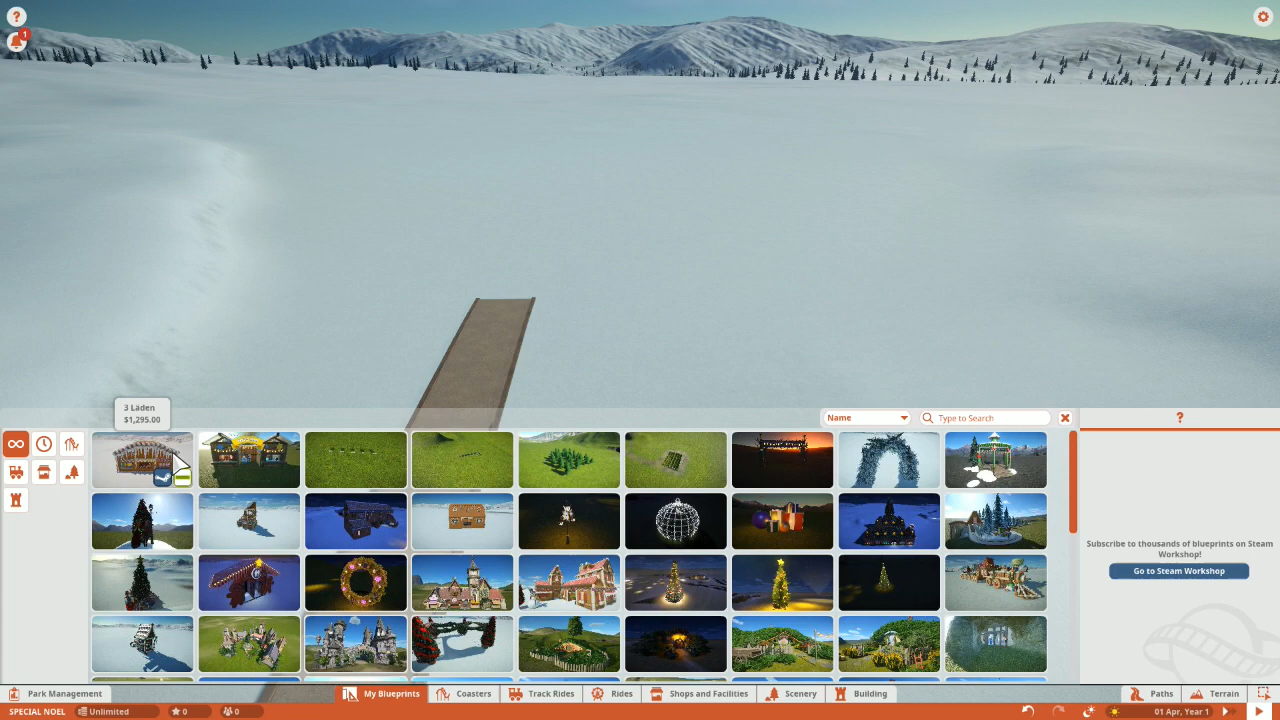 ?
1
3 Läden
$1,295.00
Name
Type to Search
?
Subscribe to thousands of blueprints on Steam
Workshop!
Go to Steam Workshop
Park Management
My Blueprints
Coasters
Track Rides
Rides
Shops and Facilities
Scenery
Building
Paths
Terrain
SPECIAL NOEL
Unlimited
0
0
01 Apr, Year 1